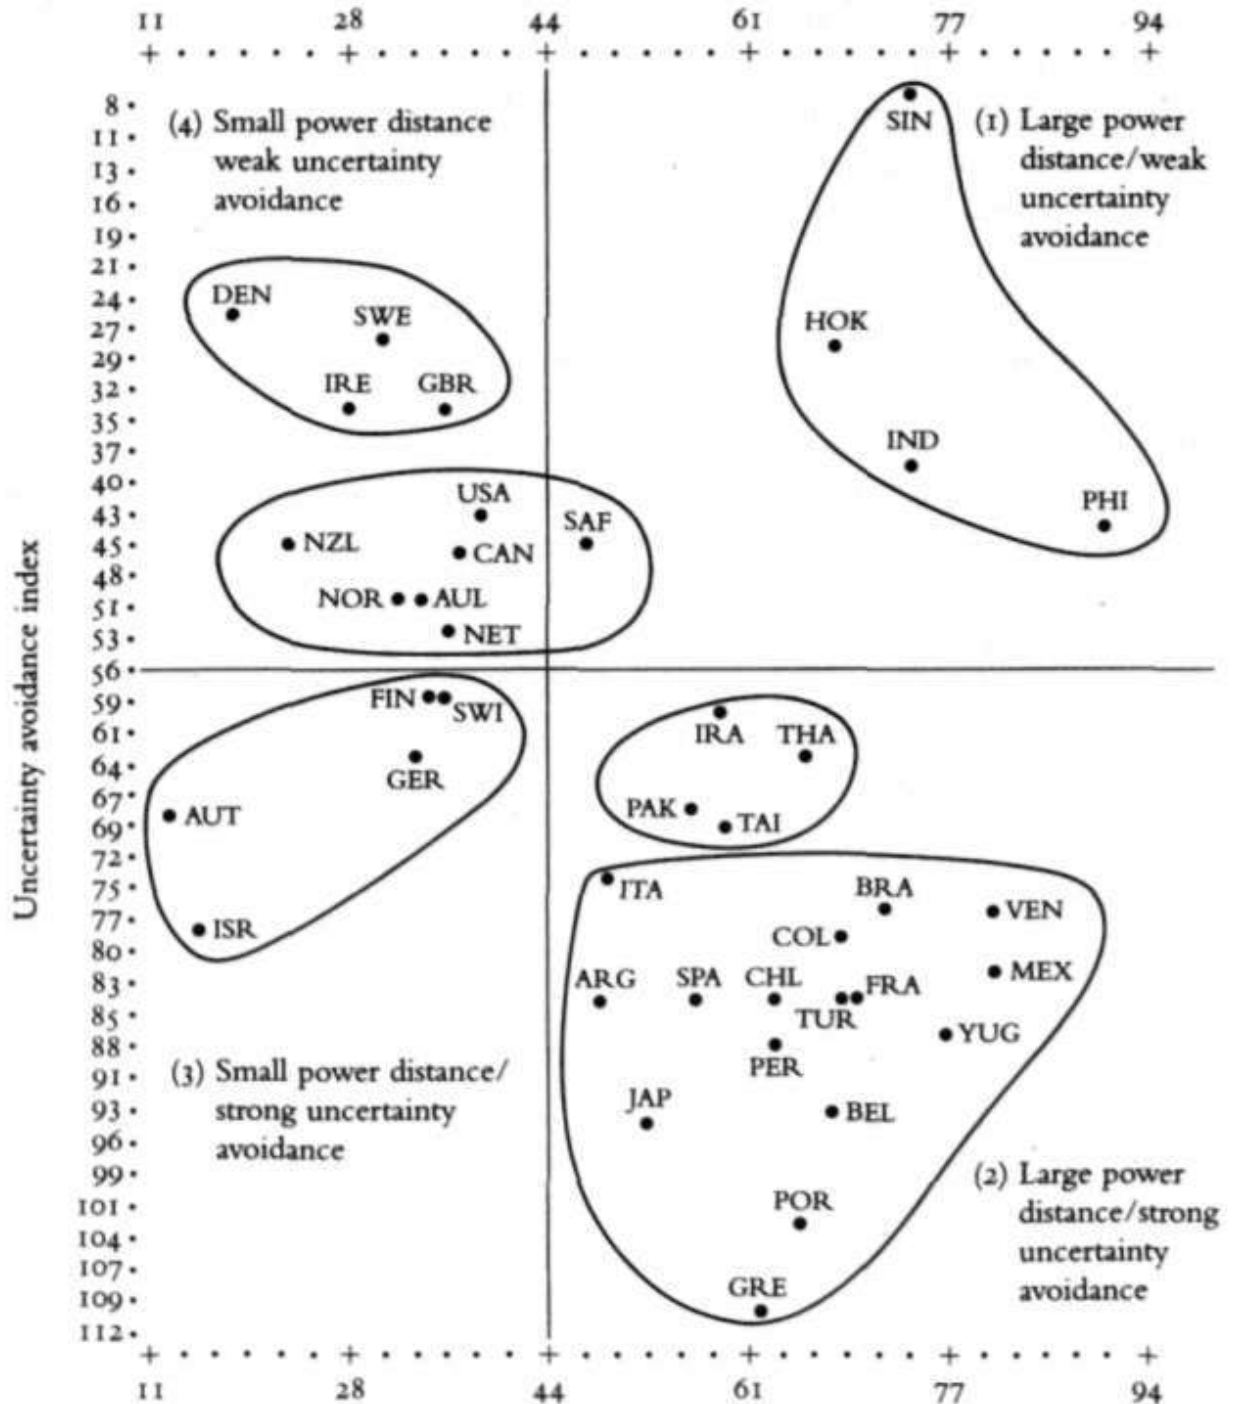 11 28 44 61 77 94
8
(4) Small power distance
weak uncertainty
avoidance
(1) Large power
distance/weak
uncertainty
avoidance
SIN
11
13
16
19
21
24
27
29
32
35
37
40
43
45
48
51
53
56
59
61
64
67
69
72
75
77
80
83
85
88
91
93
96
99
101
104
107
109
112
Uncertainty avoidance index
DEN
SWE
HOK
IRE GBR
IND
USA
PHI
SAF
NZL
CAN
NOR AUL
NET
FIN
SWI
IRA THA
GER
PAK
AUT
TAI
ITA
BRA
VEN
ISR
COL
ARG SPA CHL
MEX
FRA
TUR
YUG
PER
(3) Small power distance/
strong uncertainty
avoidance
JAP
BEL
(2) Large power
distance/strong
uncertainty
avoidance
POR
GRE
11 28 44 61 77 94